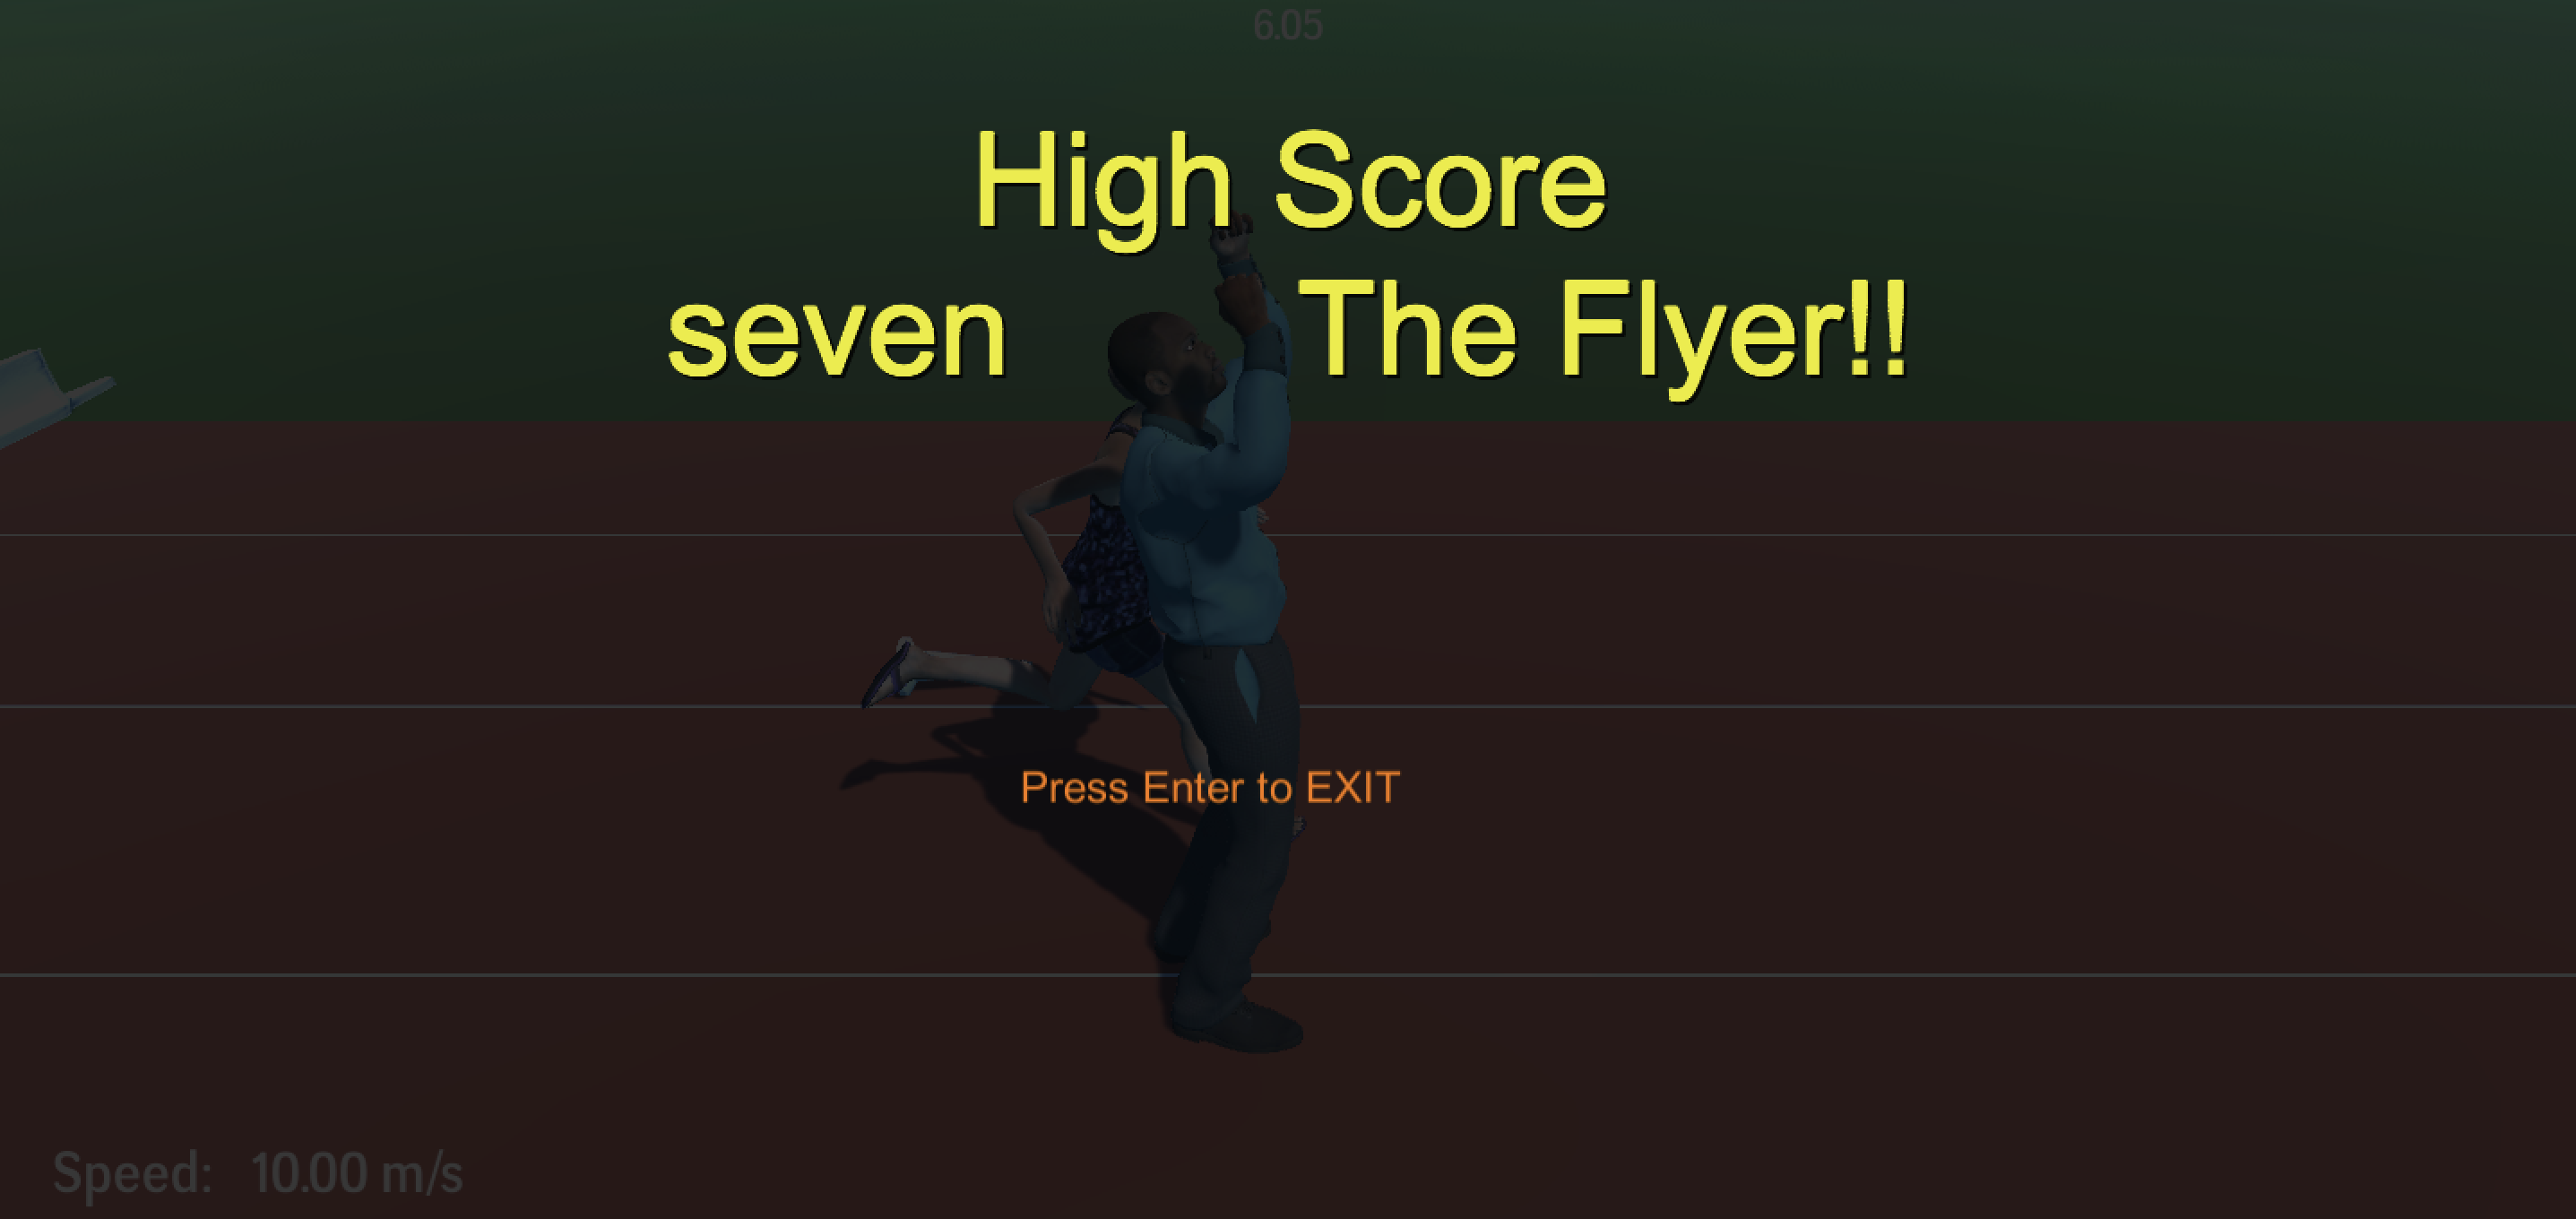 6.05
High Score
seven The Flyer!!
Press Enter to EXIT
Speed: 10.00 m/s